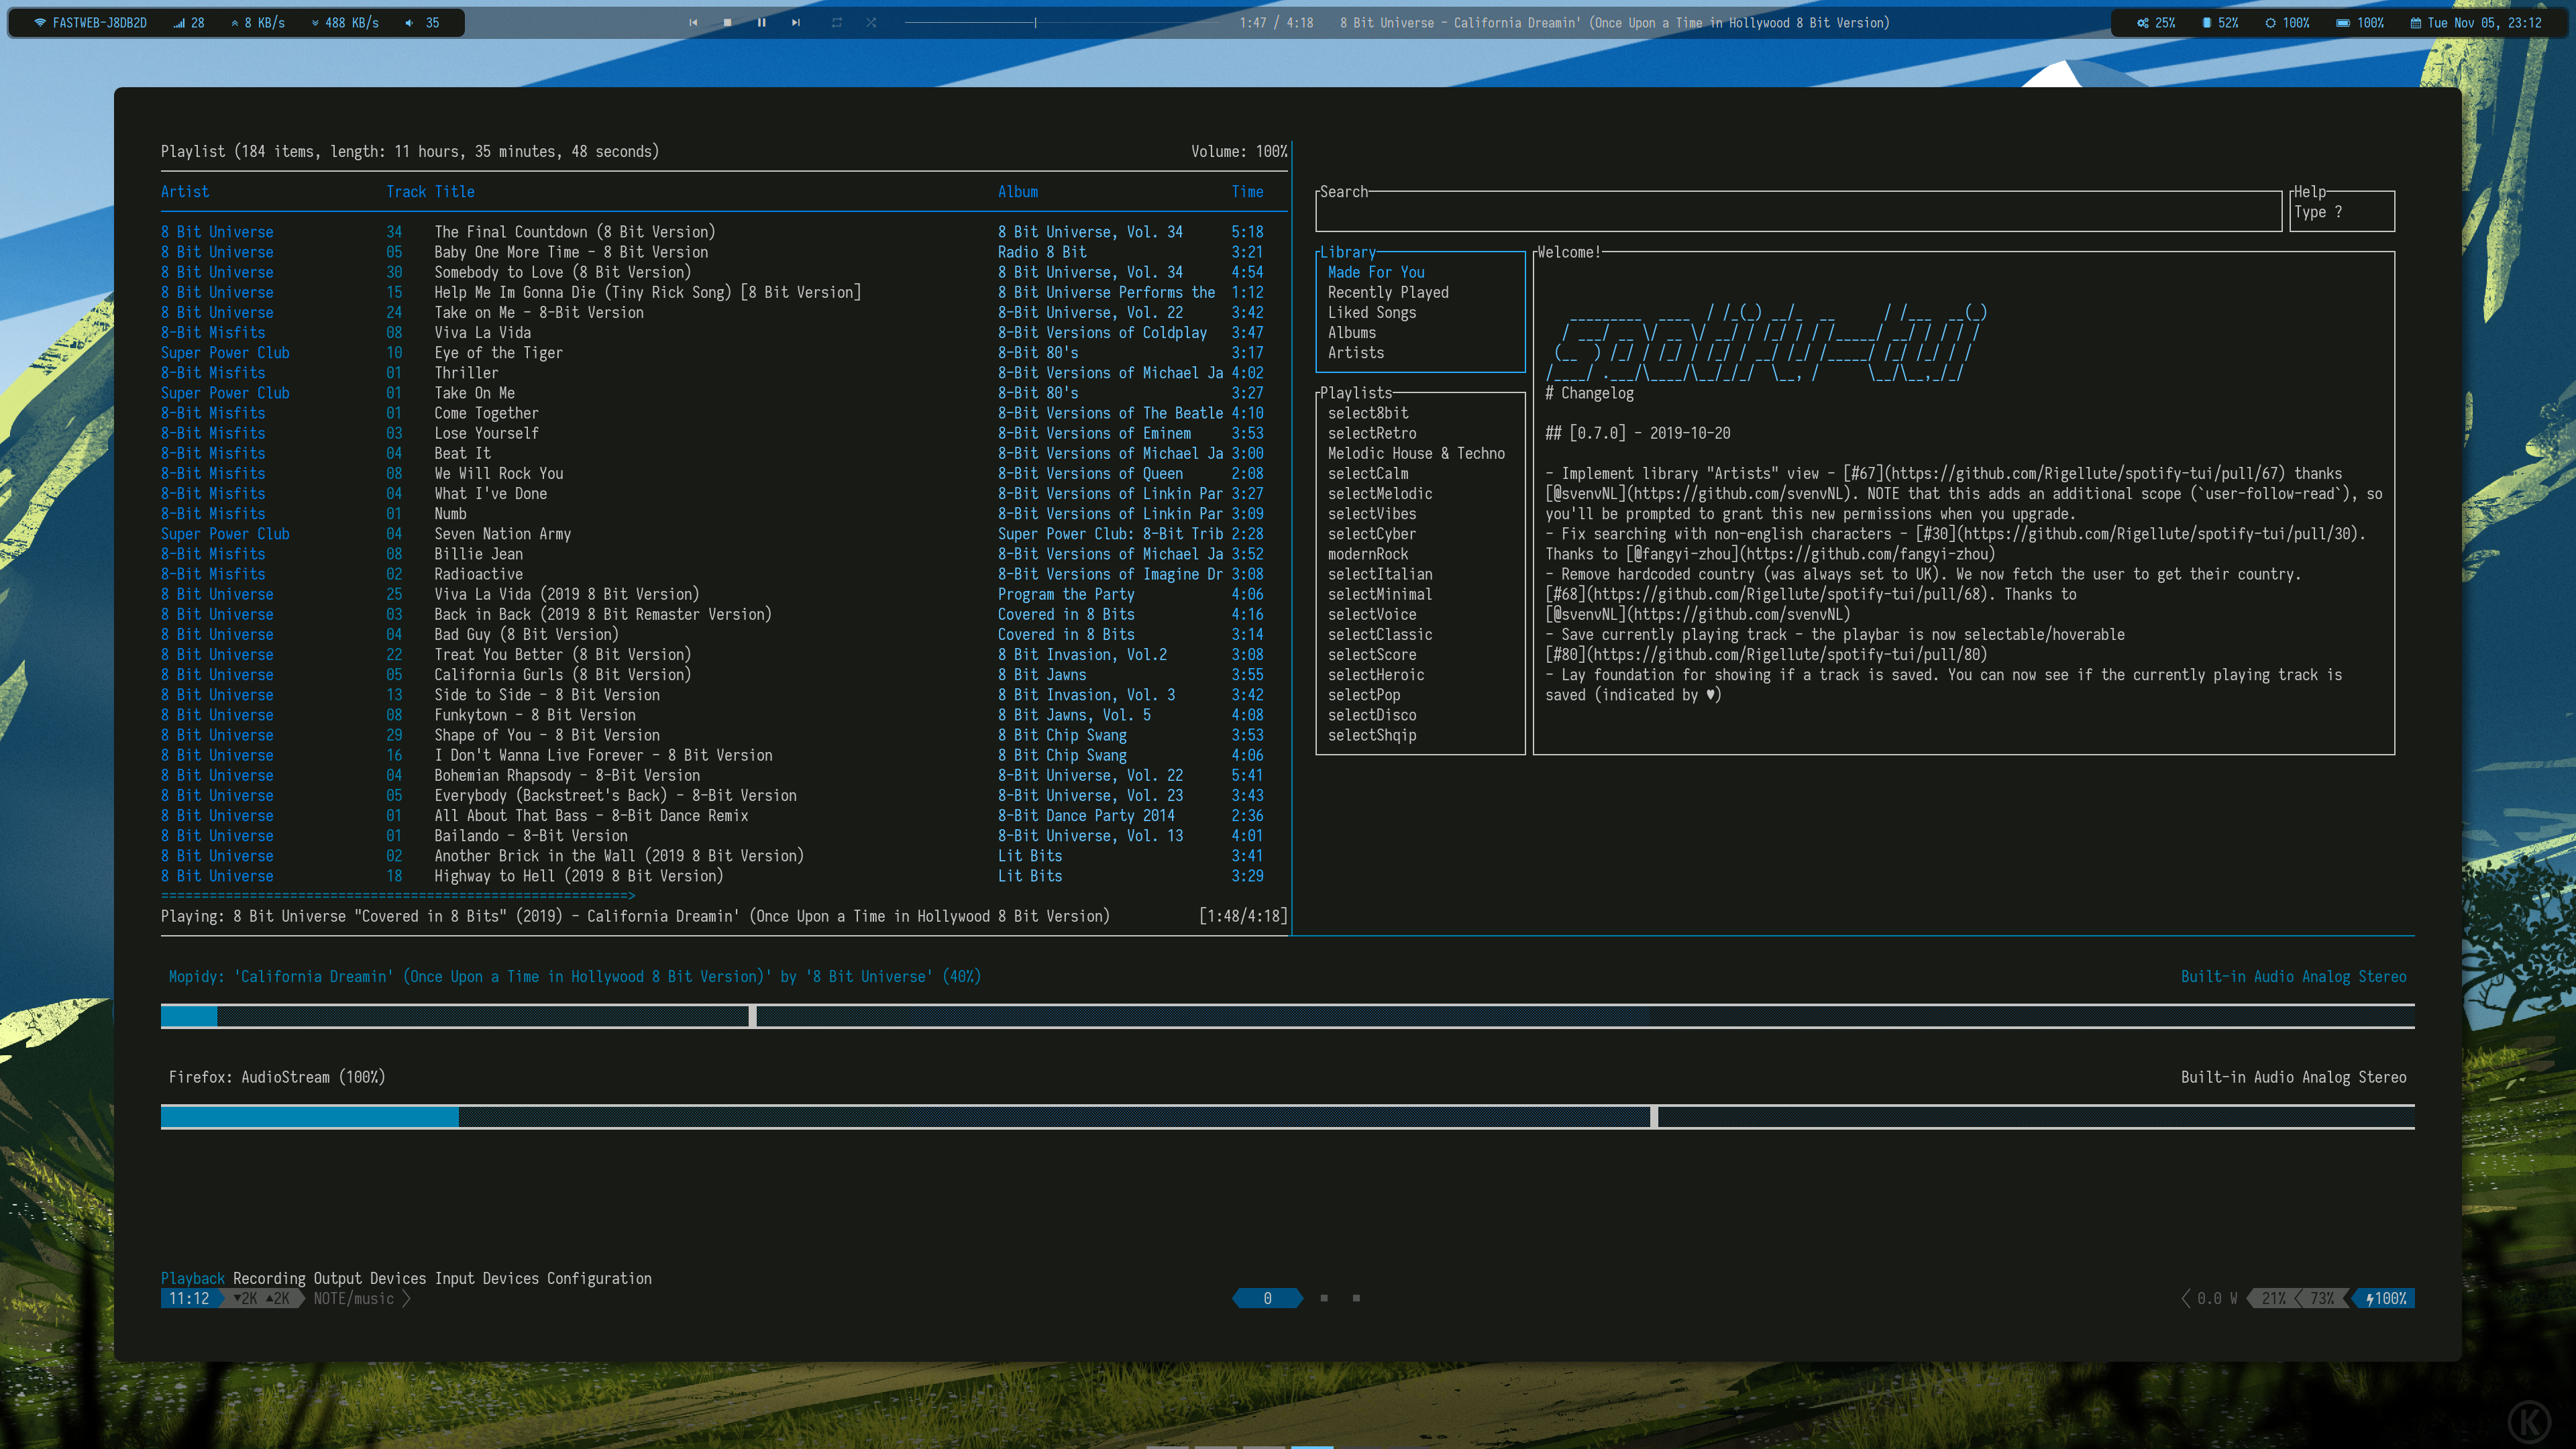 FASTWEB-J8DB2D 28 8 KB/s 488 KB/s 35
1:47 / 4:18 8 Bit Universe - California Dreamin' (Once Upon a Time in Hollywood 8 Bit Version)
25% 52% 100% 100% Tue Nov 05, 23:12
Playlist (184 items, length: 11 hours, 35 minutes, 48 seconds) Volume: 100%
Artist Track Title Album Time
8 Bit Universe 34 The Final Countdown (8 Bit Version) 8 Bit Universe, Vol. 34 5:18
8 Bit Universe 05 Baby One More Time - 8 Bit Version Radio 8 Bit 3:21
8 Bit Universe 30 Somebody to Love (8 Bit Version) 8 Bit Universe, Vol. 34 4:54
8 Bit Universe 15 Help Me Im Gonna Die (Tiny Rick Song) [8 Bit Version] 8 Bit Universe Performs the 1:12
8 Bit Universe 24 Take on Me - 8-Bit Version 8-Bit Universe, Vol. 22 3:42
8-Bit Misfits 08 Viva La Vida 8-Bit Versions of Coldplay 3:47
Super Power Club 10 Eye of the Tiger 8-Bit 80's 3:17
8-Bit Misfits 01 Thriller 8-Bit Versions of Michael Ja 4:02
Super Power Club 01 Take On Me 8-Bit 80's 3:27
8-Bit Misfits 01 Come Together 8-Bit Versions of The Beatle 4:10
8-Bit Misfits 03 Lose Yourself 8-Bit Versions of Eminem 3:53
8-Bit Misfits 04 Beat It 8-Bit Versions of Michael Ja 3:00
8-Bit Misfits 08 We Will Rock You 8-Bit Versions of Queen 2:08
8-Bit Misfits 04 What I've Done 8-Bit Versions of Linkin Par 3:27
8-Bit Misfits 01 Numb 8-Bit Versions of Linkin Par 3:09
Super Power Club 04 Seven Nation Army Super Power Club: 8-Bit Trib 2:28
8-Bit Misfits 08 Billie Jean 8-Bit Versions of Michael Ja 3:52
8-Bit Misfits 02 Radioactive 8-Bit Versions of Imagine Dr 3:08
8 Bit Universe 25 Viva La Vida (2019 8 Bit Version) Program the Party 4:06
8 Bit Universe 03 Back in Back (2019 8 Bit Remaster Version) Covered in 8 Bits 4:16
8 Bit Universe 04 Bad Guy (8 Bit Version) Covered in 8 Bits 3:14
8 Bit Universe 22 Treat You Better (8 Bit Version) 8 Bit Invasion, Vol.2 3:08
8 Bit Universe 05 California Gurls (8 Bit Version) 8 Bit Jawns 3:55
8 Bit Universe 13 Side to Side - 8 Bit Version 8 Bit Invasion, Vol. 3 3:42
8 Bit Universe 08 Funkytown - 8 Bit Version 8 Bit Jawns, Vol. 5 4:08
8 Bit Universe 29 Shape of You - 8 Bit Version 8 Bit Chip Swang 3:53
8 Bit Universe 16 I Don't Wanna Live Forever - 8 Bit Version 8 Bit Chip Swang 4:06
8 Bit Universe 04 Bohemian Rhapsody - 8-Bit Version 8-Bit Universe, Vol. 22 5:41
8 Bit Universe 05 Everybody (Backstreet's Back) - 8-Bit Version 8-Bit Universe, Vol. 23 3:43
8 Bit Universe 01 All About That Bass - 8-Bit Dance Remix 8-Bit Dance Party 2014 2:36
8 Bit Universe 01 Bailando - 8-Bit Version 8-Bit Universe, Vol. 13 4:01
8 Bit Universe 02 Another Brick in the Wall (2019 8 Bit Version) Lit Bits 3:41
8 Bit Universe 18 Highway to Hell (2019 8 Bit Version) Lit Bits 3:29
Playing: 8 Bit Universe "Covered in 8 Bits" (2019) - California Dreamin' (Once Upon a Time in Hollywood 8 Bit Version) [1:48/4:18]
Search
Help
Type ?
Library
Made For You
Recently Played
Liked Songs
Albums
Artists
Playlists
select8bit
selectRetro
Melodic House & Techno
selectCalm
selectMelodic
selectVibes
selectCyber
modernRock
selectItalian
selectMinimal
selectVoice
selectClassic
selectScore
selectHeroic
selectPop
selectDisco
selectShqip
Welcome!
spotify-tui
# Changelog
## [0.7.0] - 2019-10-20
- Implement library "Artists" view - [#67](https://github.com/Rigellute/spotify-tui/pull/67) thanks
[@svenvNL](https://github.com/svenvNL). NOTE that this adds an additional scope (`user-follow-read`), so
you'll be prompted to grant this new permissions when you upgrade.
- Fix searching with non-english characters - [#30](https://github.com/Rigellute/spotify-tui/pull/30).
Thanks to [@fangyi-zhou](https://github.com/fangyi-zhou)
- Remove hardcoded country (was always set to UK). We now fetch the user to get their country.
[#68](https://github.com/Rigellute/spotify-tui/pull/68). Thanks to
[@svenvNL](https://github.com/svenvNL)
- Save currently playing track - the playbar is now selectable/hoverable
[#80](https://github.com/Rigellute/spotify-tui/pull/80)
- Lay foundation for showing if a track is saved. You can now see if the currently playing track is
saved (indicated by ♥)
Mopidy: 'California Dreamin' (Once Upon a Time in Hollywood 8 Bit Version)' by '8 Bit Universe' (40%) Built-in Audio Analog Stereo
Firefox: AudioStream (100%) Built-in Audio Analog Stereo
Playback Recording Output Devices Input Devices Configuration
11:12 ▼2K ▲2K NOTE/music 0 0.0 W 21% 73% 100%
K